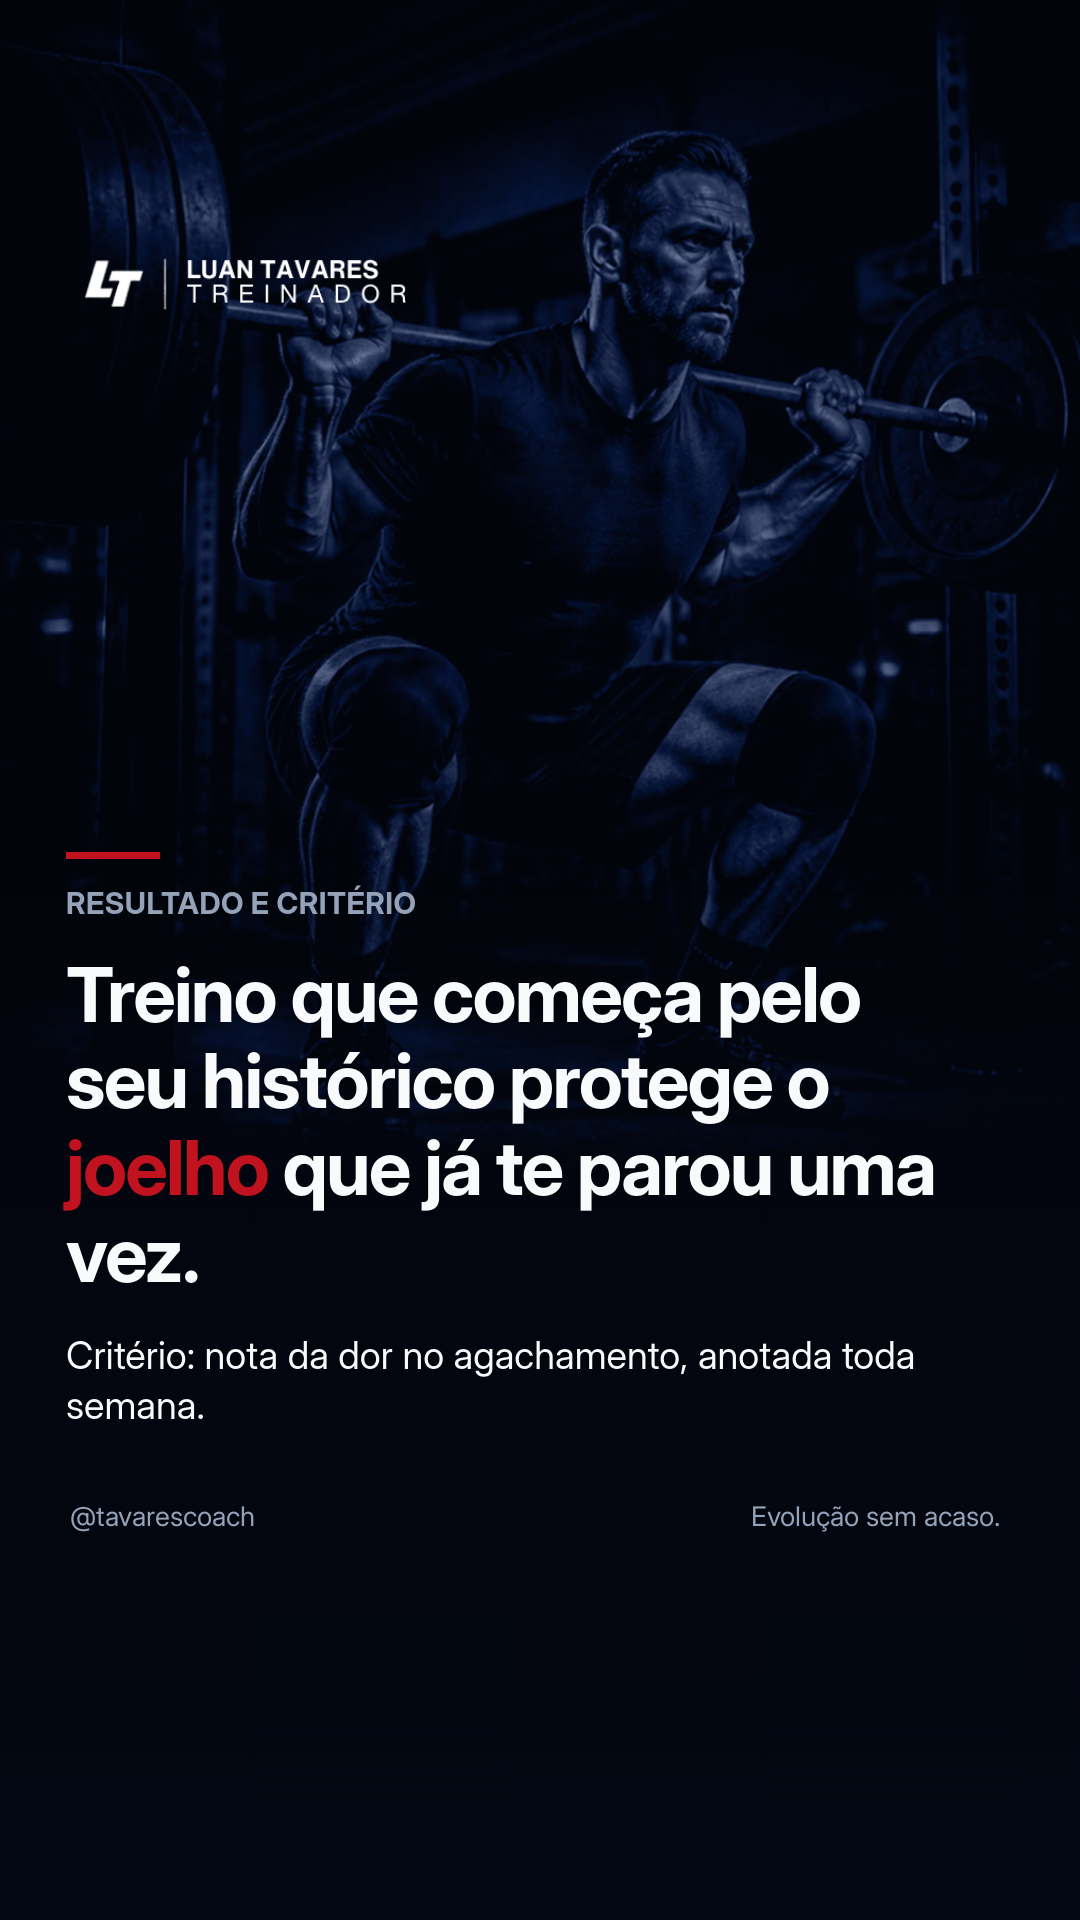 LT
LUAN TAVARES
TREINADOR
RESULTADO E CRITÉRIO
Treino que começa pelo
seu histórico protege o
joelho que já te parou uma
vez.
Critério: nota da dor no agachamento, anotada toda
semana.
@tavarescoach
Evolução sem acaso.